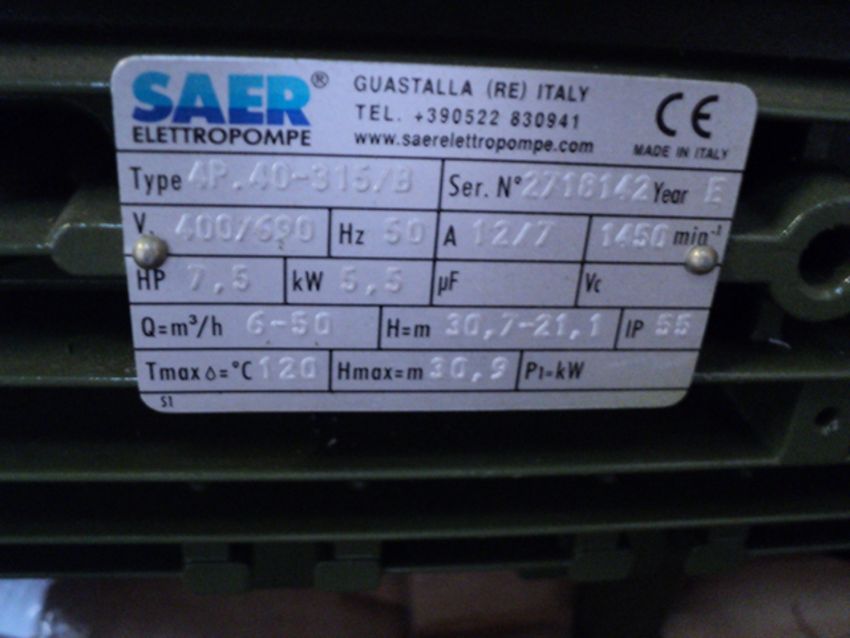 SAER®
ELETTROPOMPE
GUASTALLA (RE) ITALY
TEL. +390522 830941
www.saerelettropompe.com
CE
MADE IN ITALY
Type 4P.40-315/B Ser. N° 2718142 Year E
V. 400/690 Hz 50 A 12/7 1450 min⁻¹
HP 7,5 kW 5,5 µF Vc
Q=m³/h 6-50 H=m 30,7-21,1 IP 55
Tmax 💧=°C 120 Hmax=m 30,9 P1=kW
S1